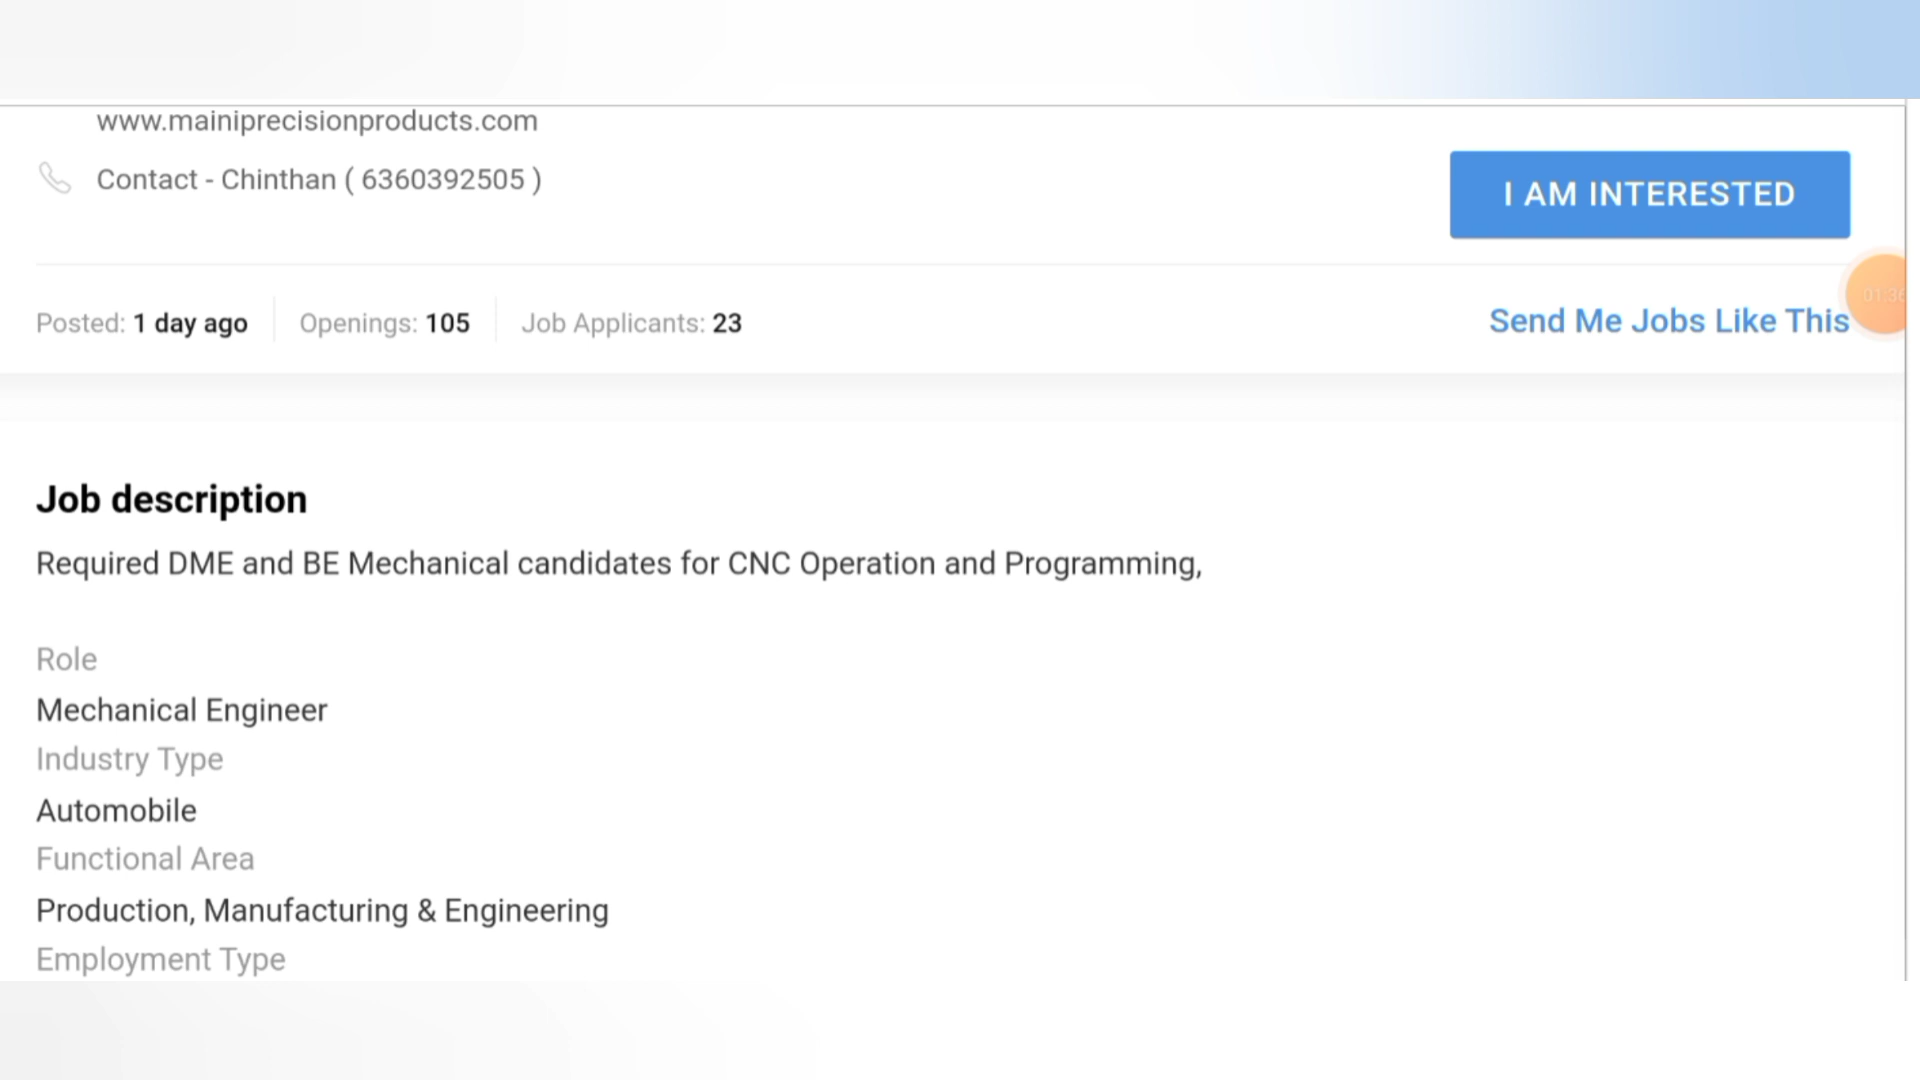 www.mainiprecisionproducts.com
Contact - Chinthan ( 6360392505 )
I AM INTERESTED
Posted: 1 day ago Openings: 105 Job Applicants: 23
Send Me Jobs Like This
01:36
Job description
Required DME and BE Mechanical candidates for CNC Operation and Programming,
Role
Mechanical Engineer
Industry Type
Automobile
Functional Area
Production, Manufacturing & Engineering
Employment Type